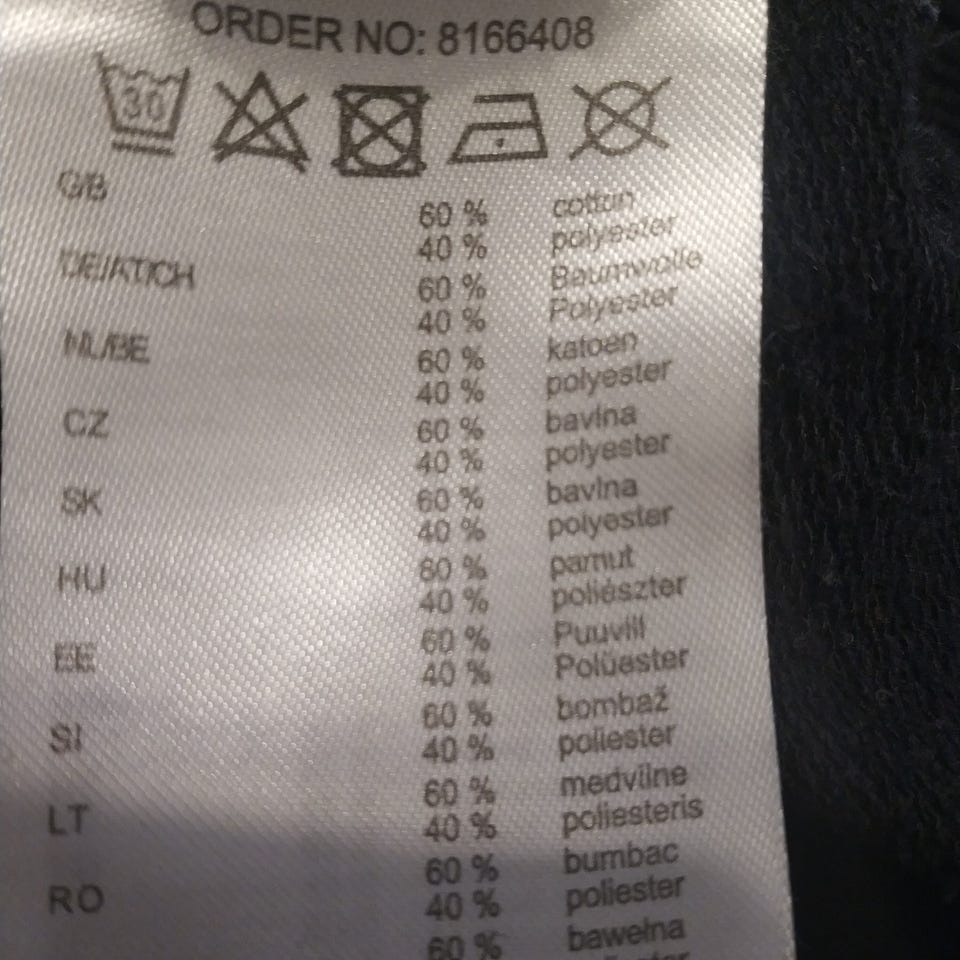 ORDER NO: 8166408
30
GB 60 % cotton
40 % polyester
DE/AT/CH 60 % Baumwolle
40 % Polyester
NL/BE 60 % katoen
40 % polyester
CZ 60 % bavlna
40 % polyester
SK 60 % bavlna
40 % polyester
HU 60 % pamut
40 % poliészter
EE 60 % Puuvill
40 % Polüester
SI 60 % bombaž
40 % poliester
LT 60 % medvilne
40 % poliesteris
RO 60 % bumbac
40 % poliester
60 % bawełna